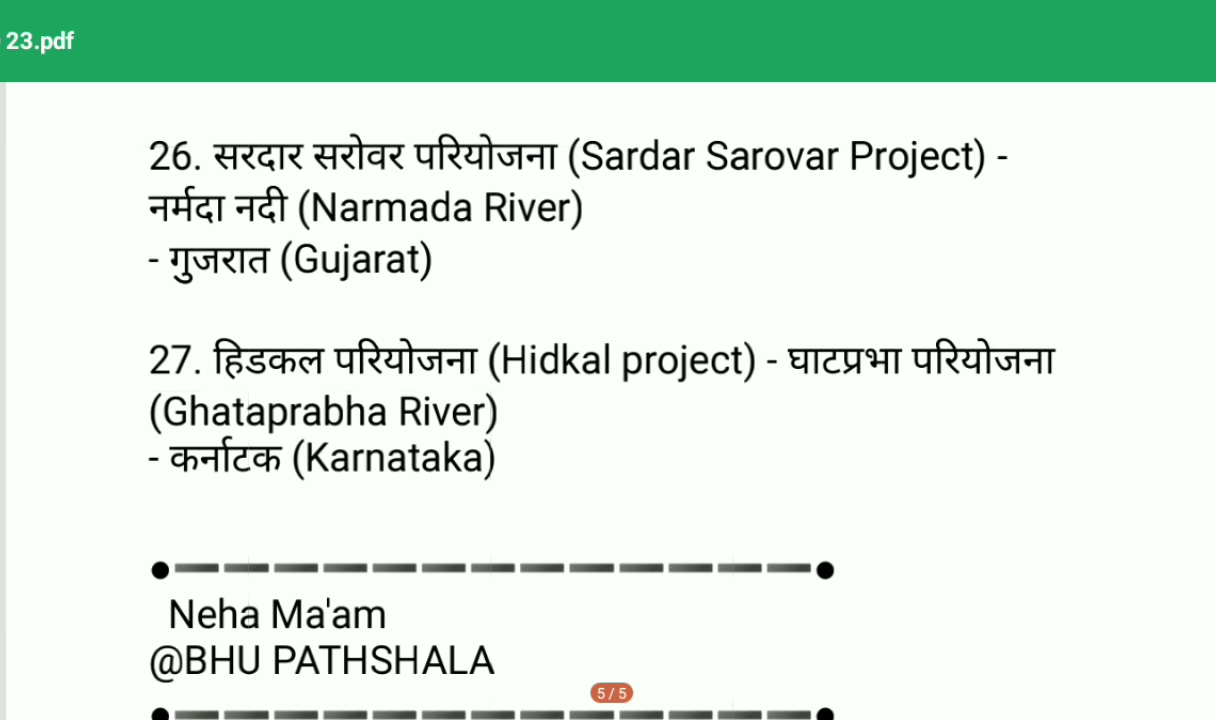 23.pdf
26. सरदार सरोवर परियोजना (Sardar Sarovar Project) -
नर्मदा नदी (Narmada River)
- गुजरात (Gujarat)
27. हिडकल परियोजना (Hidkal project) - घाटप्रभा परियोजना
(Ghataprabha River)
- कर्नाटक (Karnataka)
Neha Ma'am
@BHU PATHSHALA
5 / 5